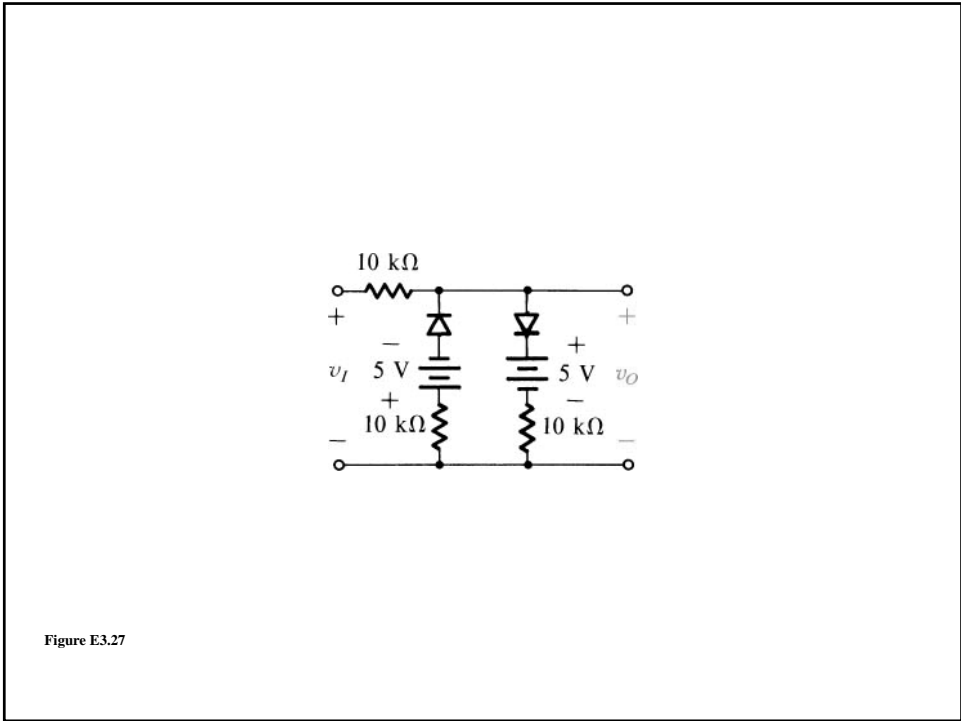 10 kΩ
+
− +
+
v_I 5 V 5 V v_O
+ −
10 kΩ 10 kΩ
− −
Figure E3.27